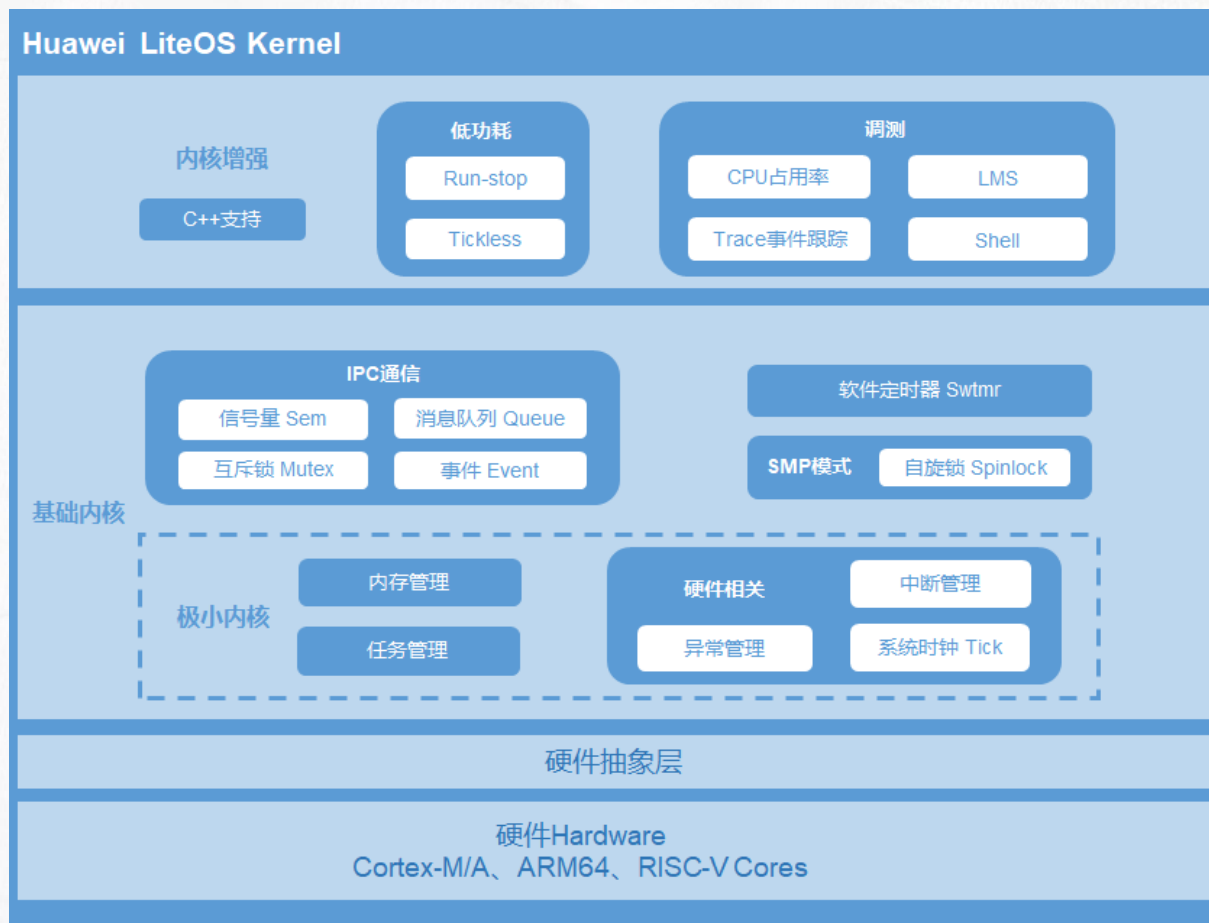 Huawei LiteOS Kernel
内核增强
C++支持
低功耗
Run-stop
Tickless
调测
CPU占用率
LMS
Trace事件跟踪
Shell
基础内核
IPC通信
信号量 Sem
消息队列 Queue
互斥锁 Mutex
事件 Event
软件定时器 Swtmr
SMP模式
自旋锁 Spinlock
极小内核
内存管理
任务管理
硬件相关
中断管理
异常管理
系统时钟 Tick
硬件抽象层
硬件Hardware
Cortex-M/A、ARM64、RISC-V Cores